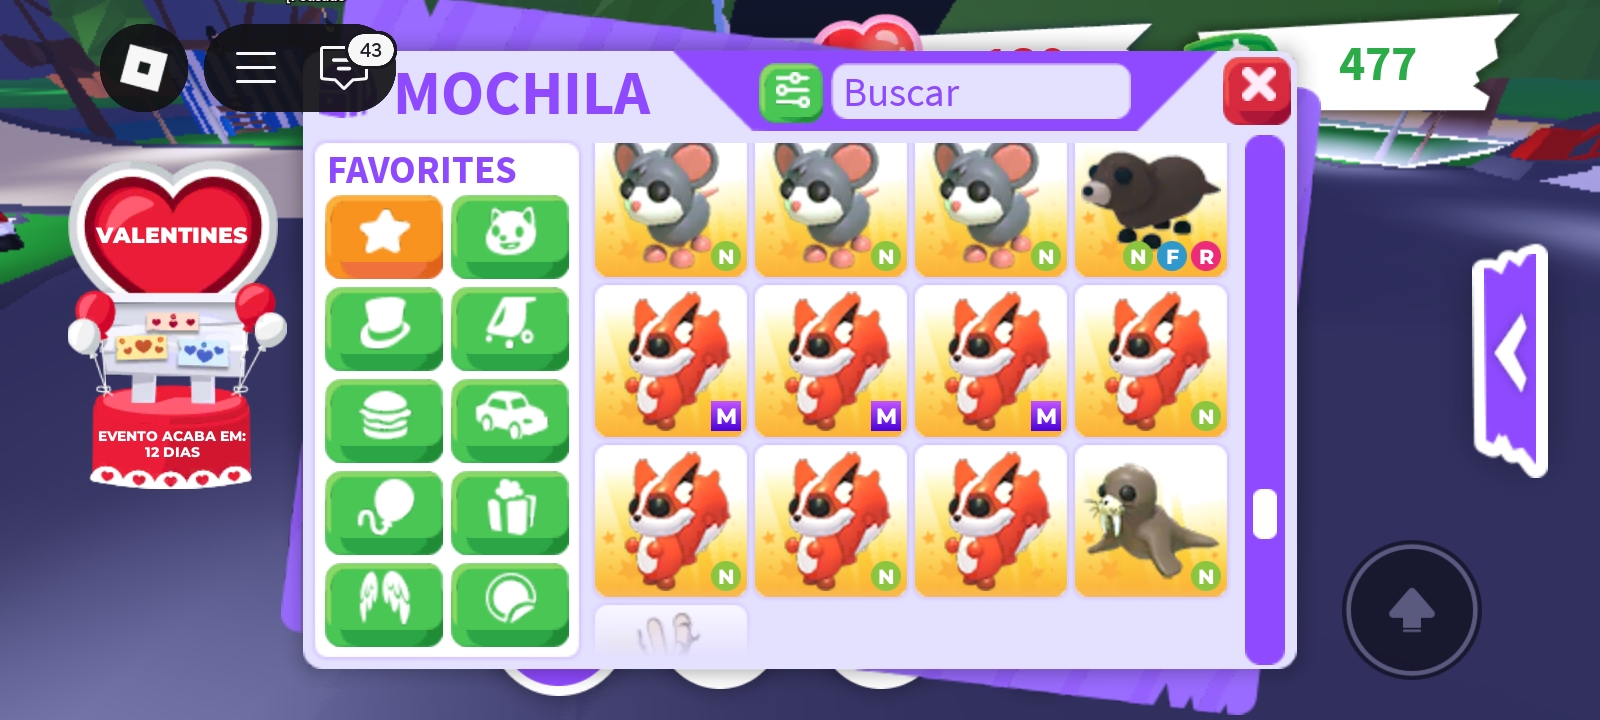 43
MOCHILA
Buscar
477
FAVORITES
VALENTINES
EVENTO ACABA EM:
12 DIAS
N
N
N
N F R
M
M
M
N
N
N
N